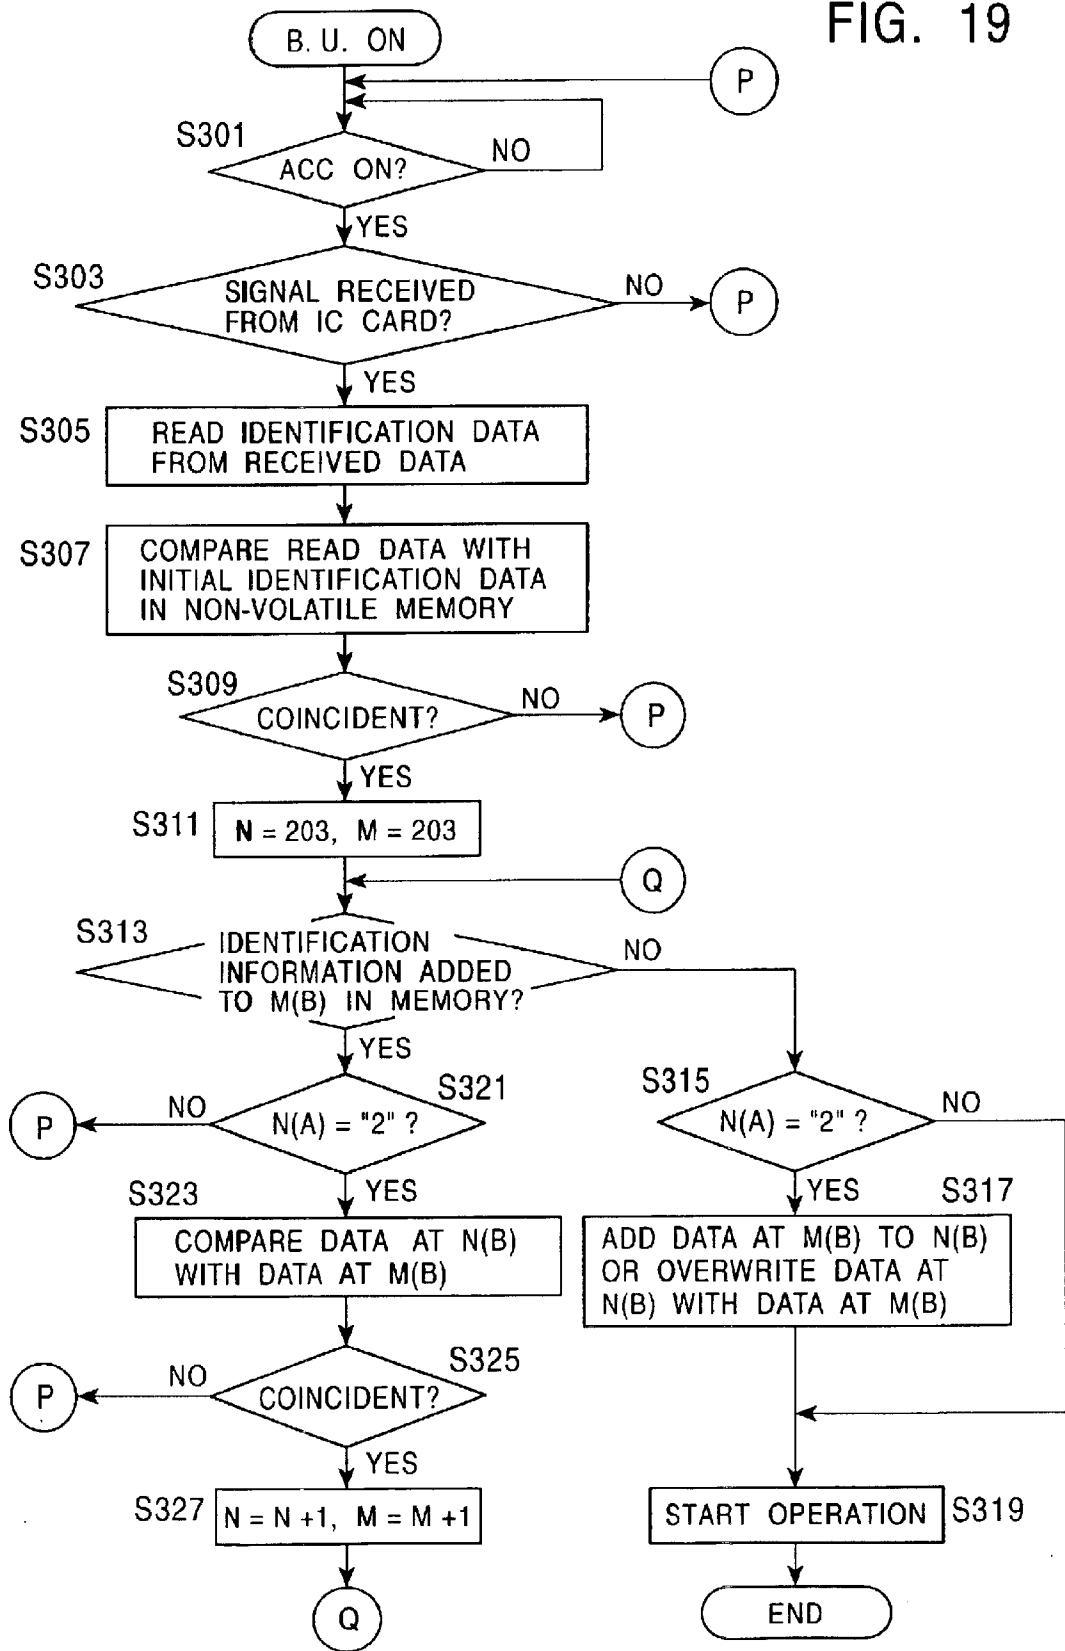 FIG. 19
B. U. ON
P
S301
ACC ON?
NO
YES
S303
SIGNAL RECEIVED
FROM IC CARD?
NO
P
YES
S305
READ IDENTIFICATION DATA
FROM RECEIVED DATA
S307
COMPARE READ DATA WITH
INITIAL IDENTIFICATION DATA
IN NON-VOLATILE MEMORY
S309
COINCIDENT?
NO
P
YES
S311
N = 203, M = 203
Q
S313
IDENTIFICATION
INFORMATION ADDED
TO M(B) IN MEMORY?
NO
YES
S321
N(A) = "2" ?
NO
P
YES
S315
N(A) = "2" ?
NO
YES
S323
COMPARE DATA AT N(B)
WITH DATA AT M(B)
S317
ADD DATA AT M(B) TO N(B)
OR OVERWRITE DATA AT
N(B) WITH DATA AT M(B)
S325
COINCIDENT?
NO
P
YES
S327
N = N +1, M = M +1
START OPERATION
S319
Q
END